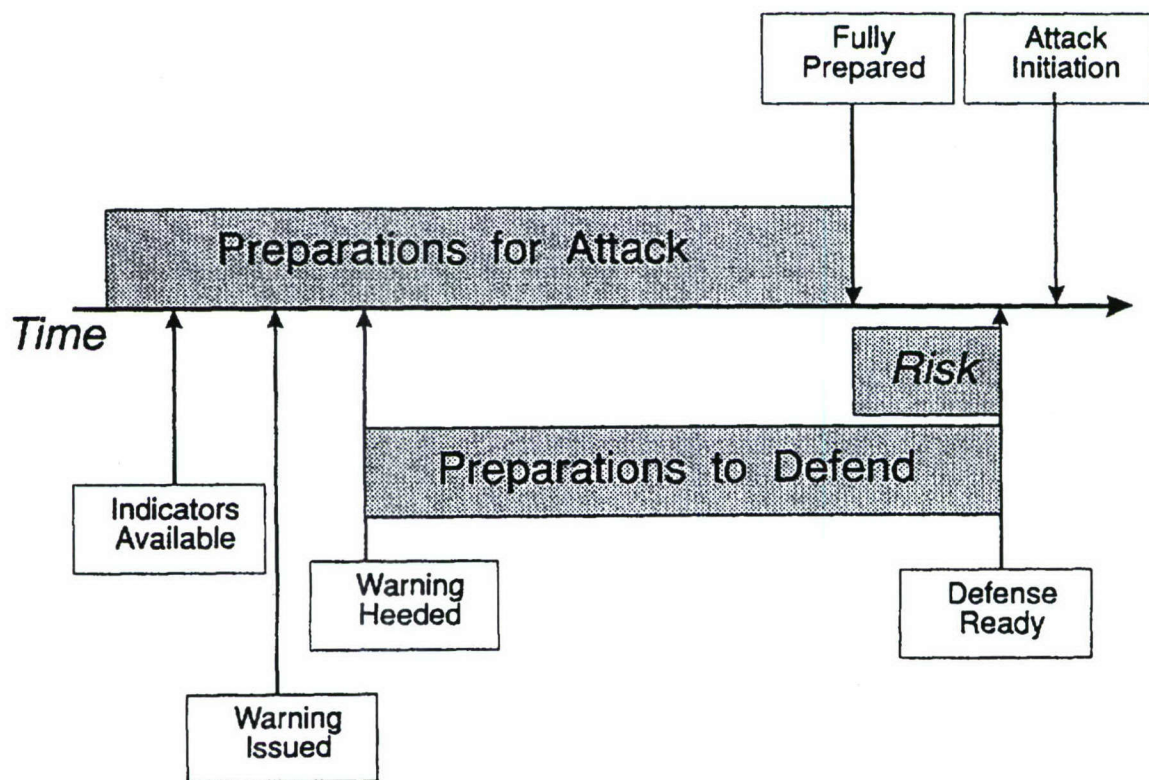 Fully
Prepared
Attack
Initiation
Preparations for Attack
Time
Risk
Preparations to Defend
Indicators
Available
Warning
Heeded
Defense
Ready
Warning
Issued